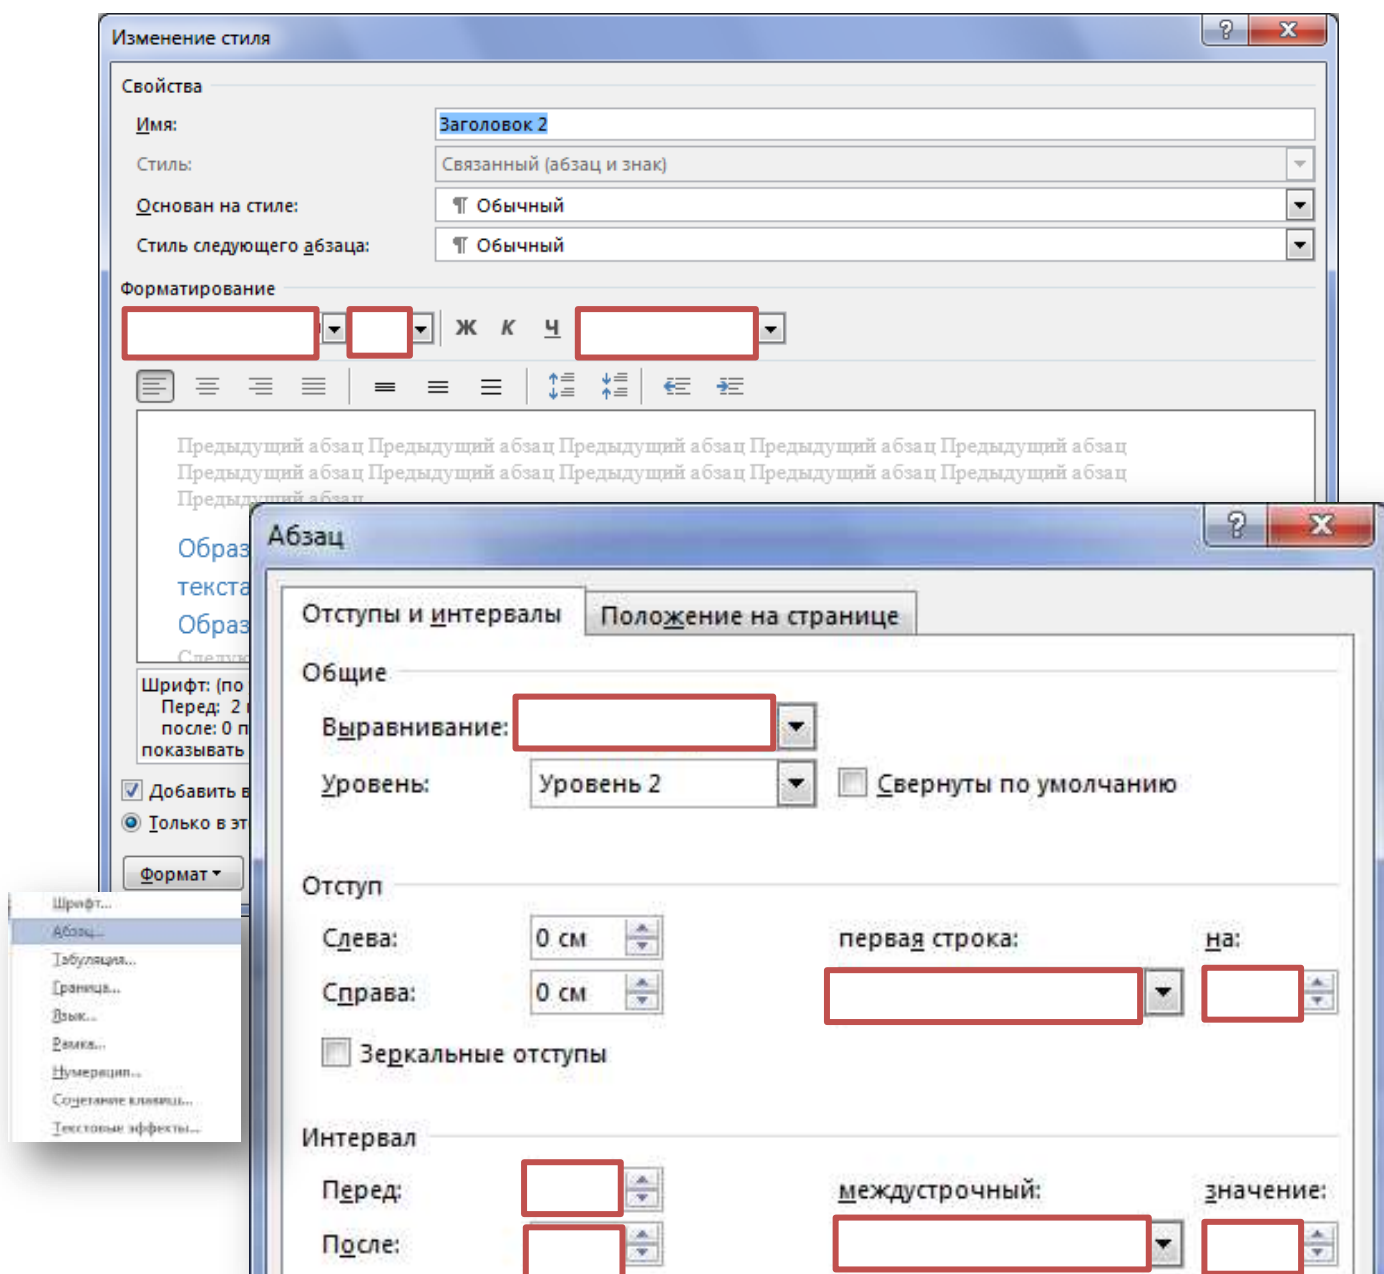 Изменение стиля
Свойства
Имя: Заголовок 2
Стиль: Связанный (абзац и знак)
Основан на стиле: ¶ Обычный
Стиль следующего абзаца: ¶ Обычный
Форматирование
Ж К Ч
Предыдущий абзац Предыдущий абзац Предыдущий абзац Предыдущий абзац Предыдущий абзац
Предыдущий абзац Предыдущий абзац Предыдущий абзац Предыдущий абзац Предыдущий абзац
Предыдущий абзац
Образ
текста
Образ
Следую
Шрифт: (по
Перед: 2
после: 0 п
показывать
Добавить в
Только в эт
Формат
Шрифт...
Абзац...
Табуляция...
Граница...
Язык...
Рамка...
Нумерация...
Сочетание клавиш...
Текстовые эффекты...
Абзац
Отступы и интервалы Положение на странице
Общие
Выравнивание:
Уровень: Уровень 2 Свернуты по умолчанию
Отступ
Слева: 0 см первая строка: на:
Справа: 0 см
Зеркальные отступы
Интервал
Перед: междустрочный: значение:
После: